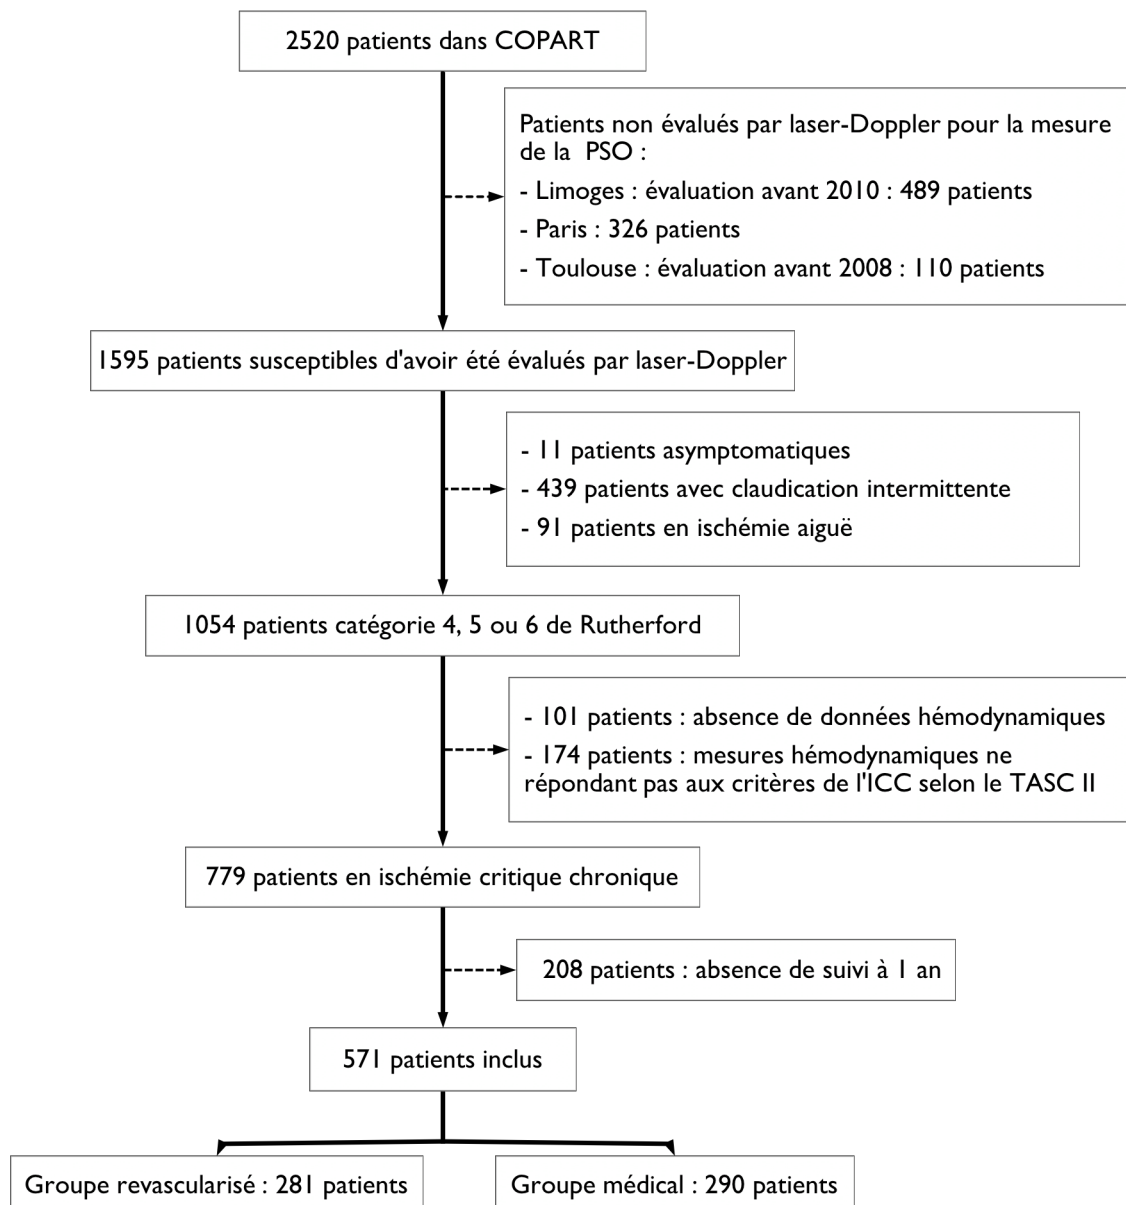 2520 patients dans COPART
Patients non évalués par laser-Doppler pour la mesure
de la PSO :
- Limoges : évaluation avant 2010 : 489 patients
- Paris : 326 patients
- Toulouse : évaluation avant 2008 : 110 patients
1595 patients susceptibles d'avoir été évalués par laser-Doppler
- 11 patients asymptomatiques
- 439 patients avec claudication intermittente
- 91 patients en ischémie aiguë
1054 patients catégorie 4, 5 ou 6 de Rutherford
- 101 patients : absence de données hémodynamiques
- 174 patients : mesures hémodynamiques ne
répondant pas aux critères de l'ICC selon le TASC II
779 patients en ischémie critique chronique
208 patients : absence de suivi à 1 an
571 patients inclus
Groupe revascularisé : 281 patients
Groupe médical : 290 patients